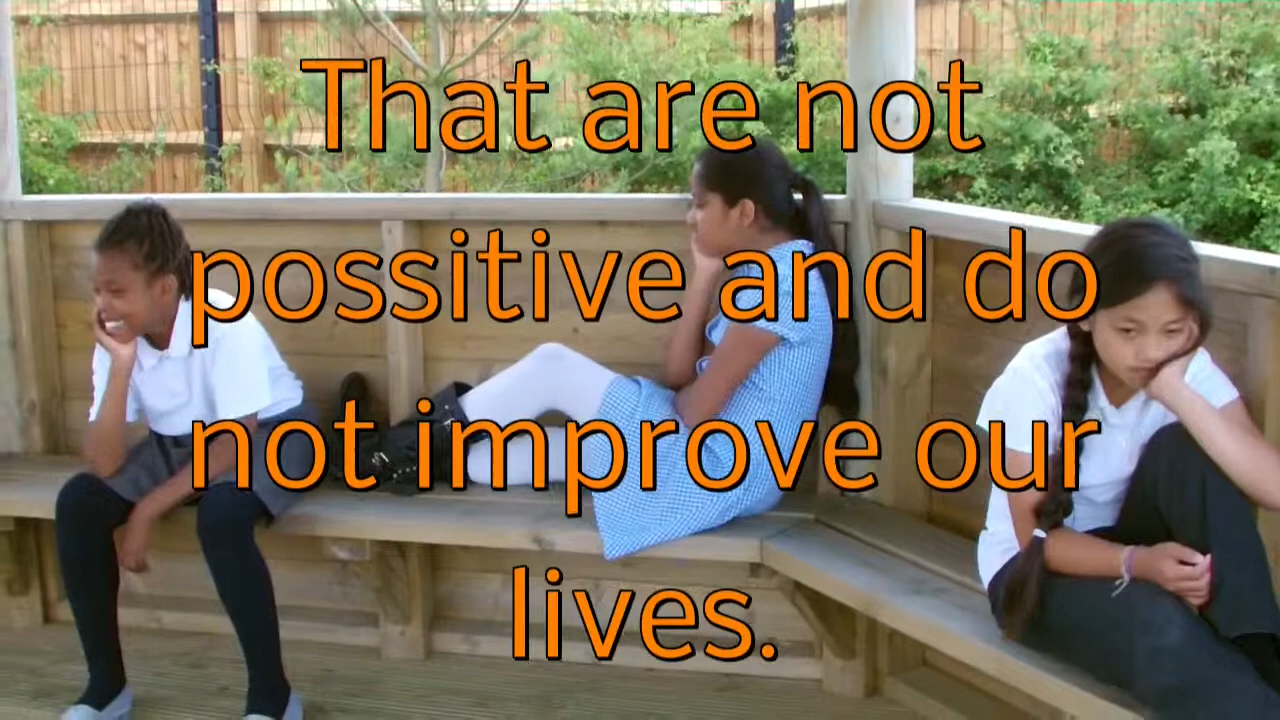 That are not
possitive and do
not improve our
lives.